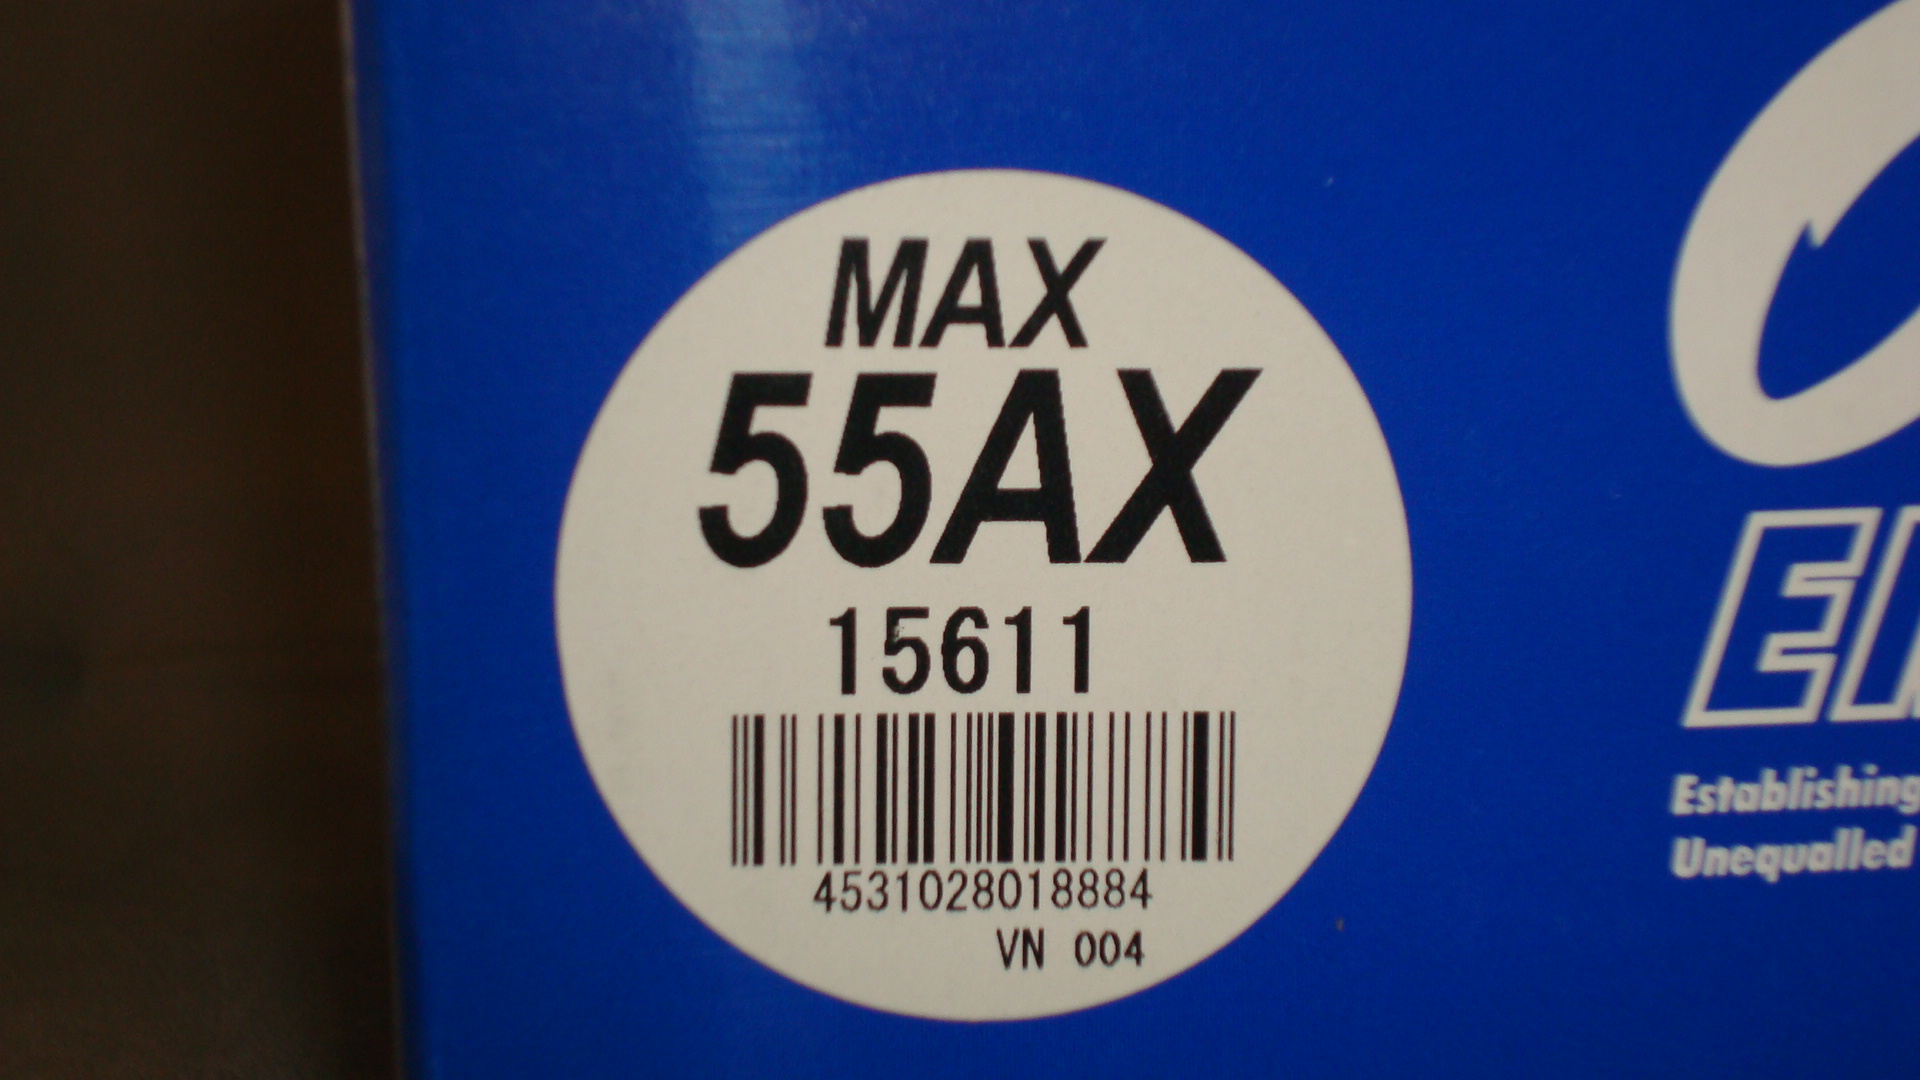 MAX
55AX
15611
4531028018884
VN 004
Establishing
Unequalled